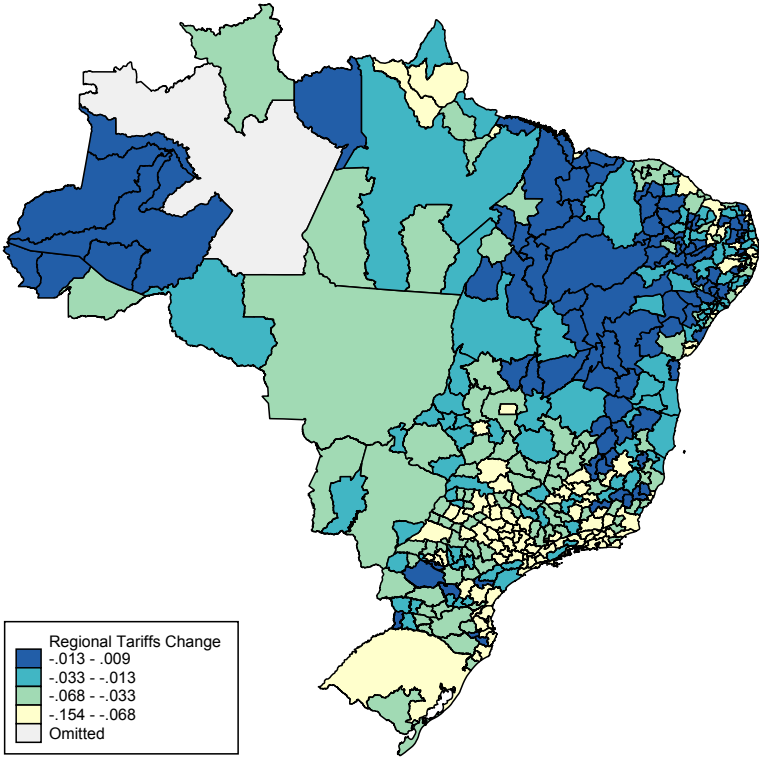 Regional Tariffs Change
-.013 - .009
-.033 - -.013
-.068 - -.033
-.154 - -.068
Omitted